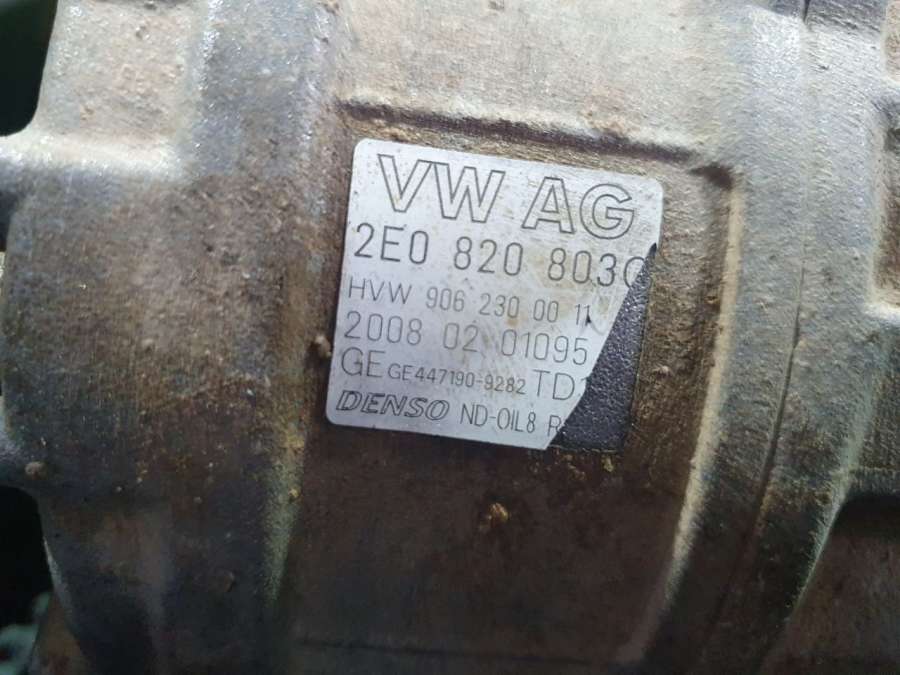 VW AG
2E0 820 803
HVW 906 230 00 11
2008 02 01095
GE GE447190-9282 TD
DENSO ND-OIL8 R